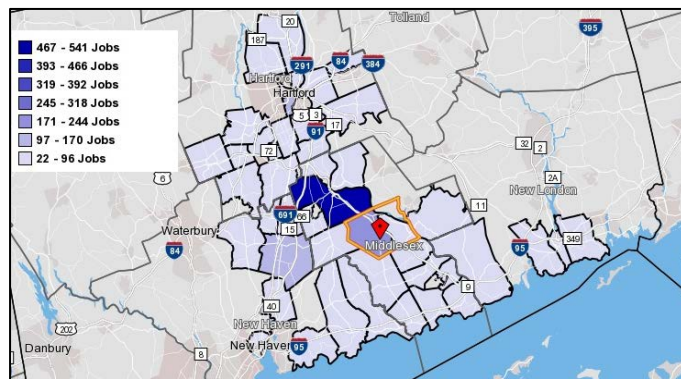 467 - 541 Jobs
393 - 466 Jobs
319 - 392 Jobs
245 - 318 Jobs
171 - 244 Jobs
97 - 170 Jobs
22 - 96 Jobs
20
Tolland
395
187
84
291
384
Hartford
Hartford
5
3
91
17
72
32
2
6
2A
New London
11
691
66
15
Waterbury
Middlesex
349
84
95
9
40
202
New Haven
Danbury
8
New Haven
95